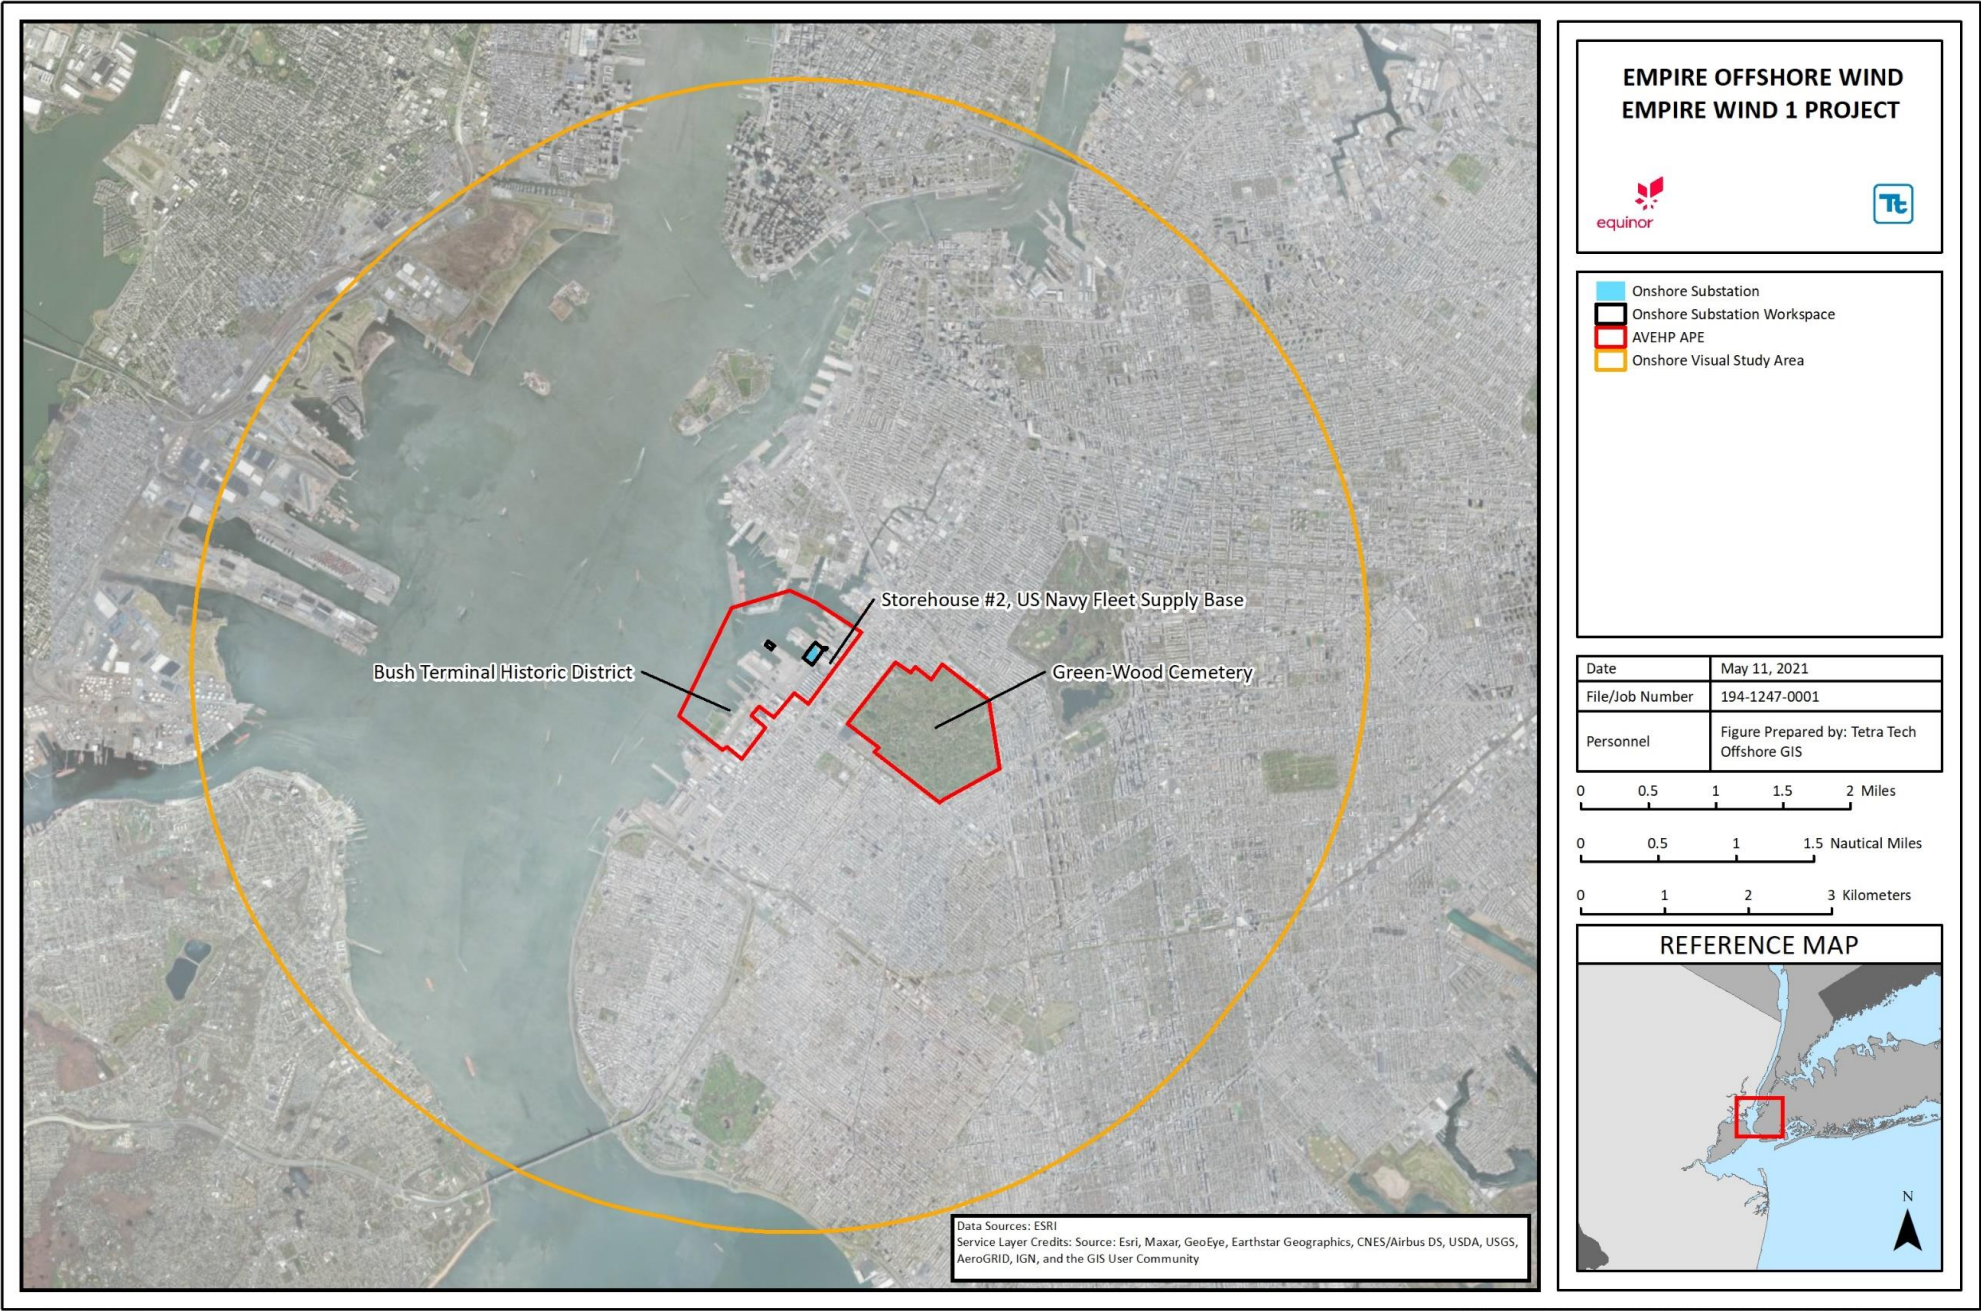 EMPIRE OFFSHORE WIND
EMPIRE WIND 1 PROJECT
equinor
Tt
Onshore Substation
Onshore Substation Workspace
AVEHP APE
Onshore Visual Study Area
Storehouse #2, US Navy Fleet Supply Base
Bush Terminal Historic District
Green-Wood Cemetery
Date May 11, 2021
File/Job Number 194-1247-0001
Personnel Figure Prepared by: Tetra Tech
Offshore GIS
0 0.5 1 1.5 2 Miles
0 0.5 1 1.5 Nautical Miles
0 1 2 3 Kilometers
REFERENCE MAP
N
Data Sources: ESRI
Service Layer Credits: Source: Esri, Maxar, GeoEye, Earthstar Geographics, CNES/Airbus DS, USDA, USGS,
AeroGRID, IGN, and the GIS User Community